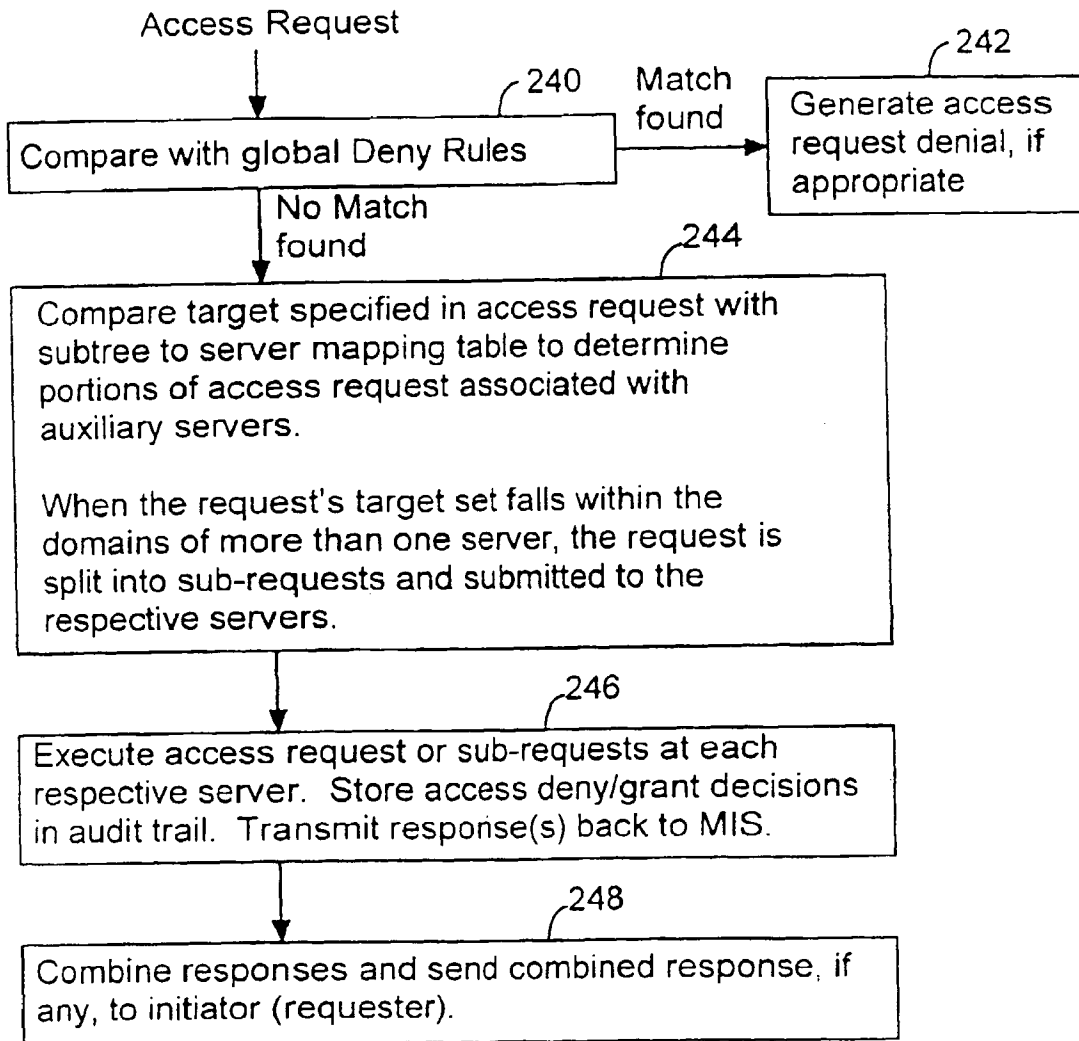 Access Request
240
Match
found
242
Compare with global Deny Rules
Generate access
request denial, if
appropriate
No Match
found
244
Compare target specified in access request with
subtree to server mapping table to determine
portions of access request associated with
auxiliary servers.
When the request's target set falls within the
domains of more than one server, the request is
split into sub-requests and submitted to the
respective servers.
246
Execute access request or sub-requests at each
respective server.  Store access deny/grant decisions
in audit trail.  Transmit response(s) back to MIS.
248
Combine responses and send combined response, if
any, to initiator (requester).